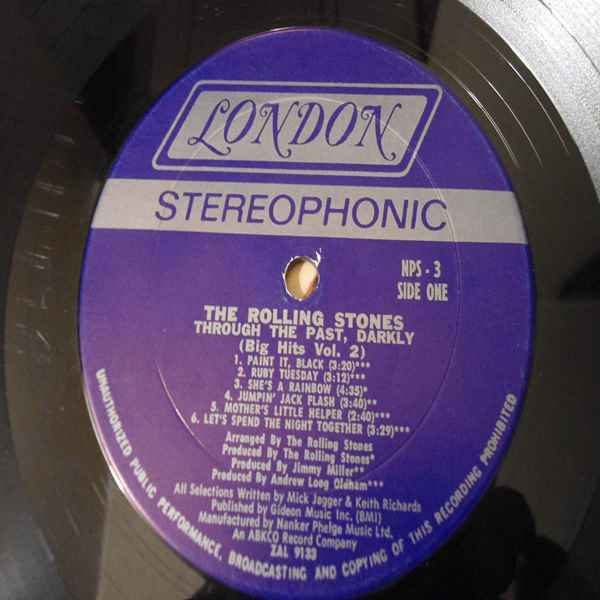 LONDON
STEREOPHONIC
NPS - 3
SIDE ONE
THE ROLLING STONES
THROUGH THE PAST, DARKLY
(Big Hits Vol. 2)
1. PAINT IT, BLACK (3:20)***
2. RUBY TUESDAY (3:12)***
3. SHE'S A RAINBOW (4:35)*
4. JUMPIN' JACK FLASH (3:40)**
5. MOTHER'S LITTLE HELPER (2:40)***
6. LET'S SPEND THE NIGHT TOGETHER (3:29)***
Arranged By The Rolling Stones
Produced By The Rolling Stones*
Produced By Jimmy Miller**
Produced By Andrew Loog Oldham***
All Selections Written by Mick Jagger & Keith Richards
Published by Gideon Music Inc. (BMI)
Manufactured by Nanker Phelge Music Ltd.
An ABKCO Record Company
ZAL 9133
UNAUTHORIZED PUBLIC PERFORMANCE, BROADCASTING AND COPYING OF THIS RECORDING PROHIBITED